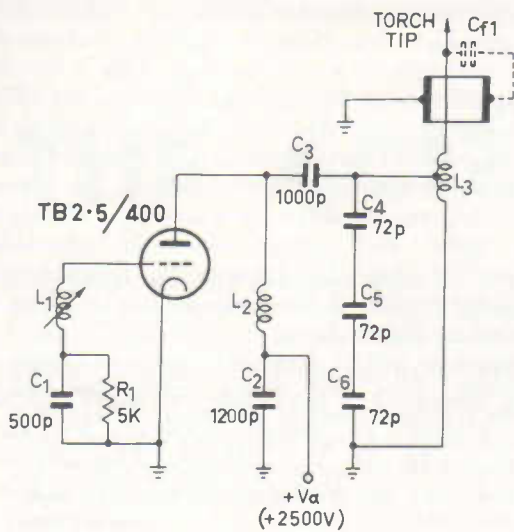 TORCH
TIP
Cf1
C3
1000p
L3
TB2·5/400
C4
72p
L1
L2
C5
72p
C1
500p
R1
5K
C2
1200p
C6
72p
+Va
(+2500V)